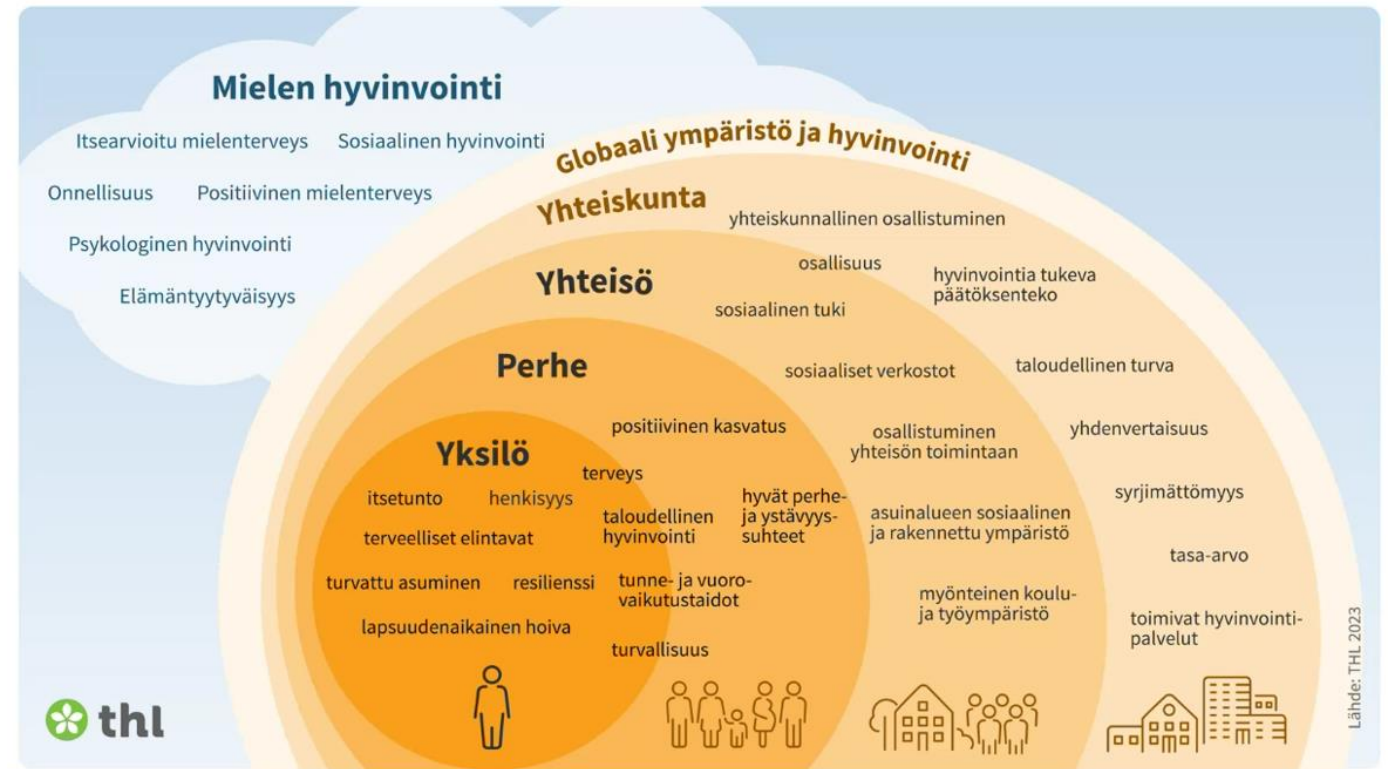 Mielen hyvinvointi
Itsearvioitu mielenterveys
Sosiaalinen hyvinvointi
Onnellisuus
Positiivinen mielenterveys
Psykologinen hyvinvointi
Elämäntyytyväisyys
Globaali ympäristö ja hyvinvointi
Yhteiskunta
yhteiskunnallinen osallistuminen
osallisuus
hyvinvointia tukeva
päätöksenteko
taloudellinen turva
yhdenvertaisuus
syrjimättömyys
tasa-arvo
toimivat hyvinvointi-
palvelut
Yhteisö
sosiaalinen tuki
sosiaaliset verkostot
osallistuminen
yhteisön toimintaan
asuinalueen sosiaalinen
ja rakennettu ympäristö
myönteinen koulu-
ja työympäristö
Perhe
positiivinen kasvatus
terveys
taloudellinen
hyvinvointi
hyvät perhe-
ja ystävyys-
suhteet
tunne- ja vuoro-
vaikutustaidot
turvallisuus
Yksilö
itsetunto
henkisyys
terveelliset elintavat
turvattu asuminen
resilienssi
lapsuudenaikainen hoiva
thl
Lähde: THL 2023